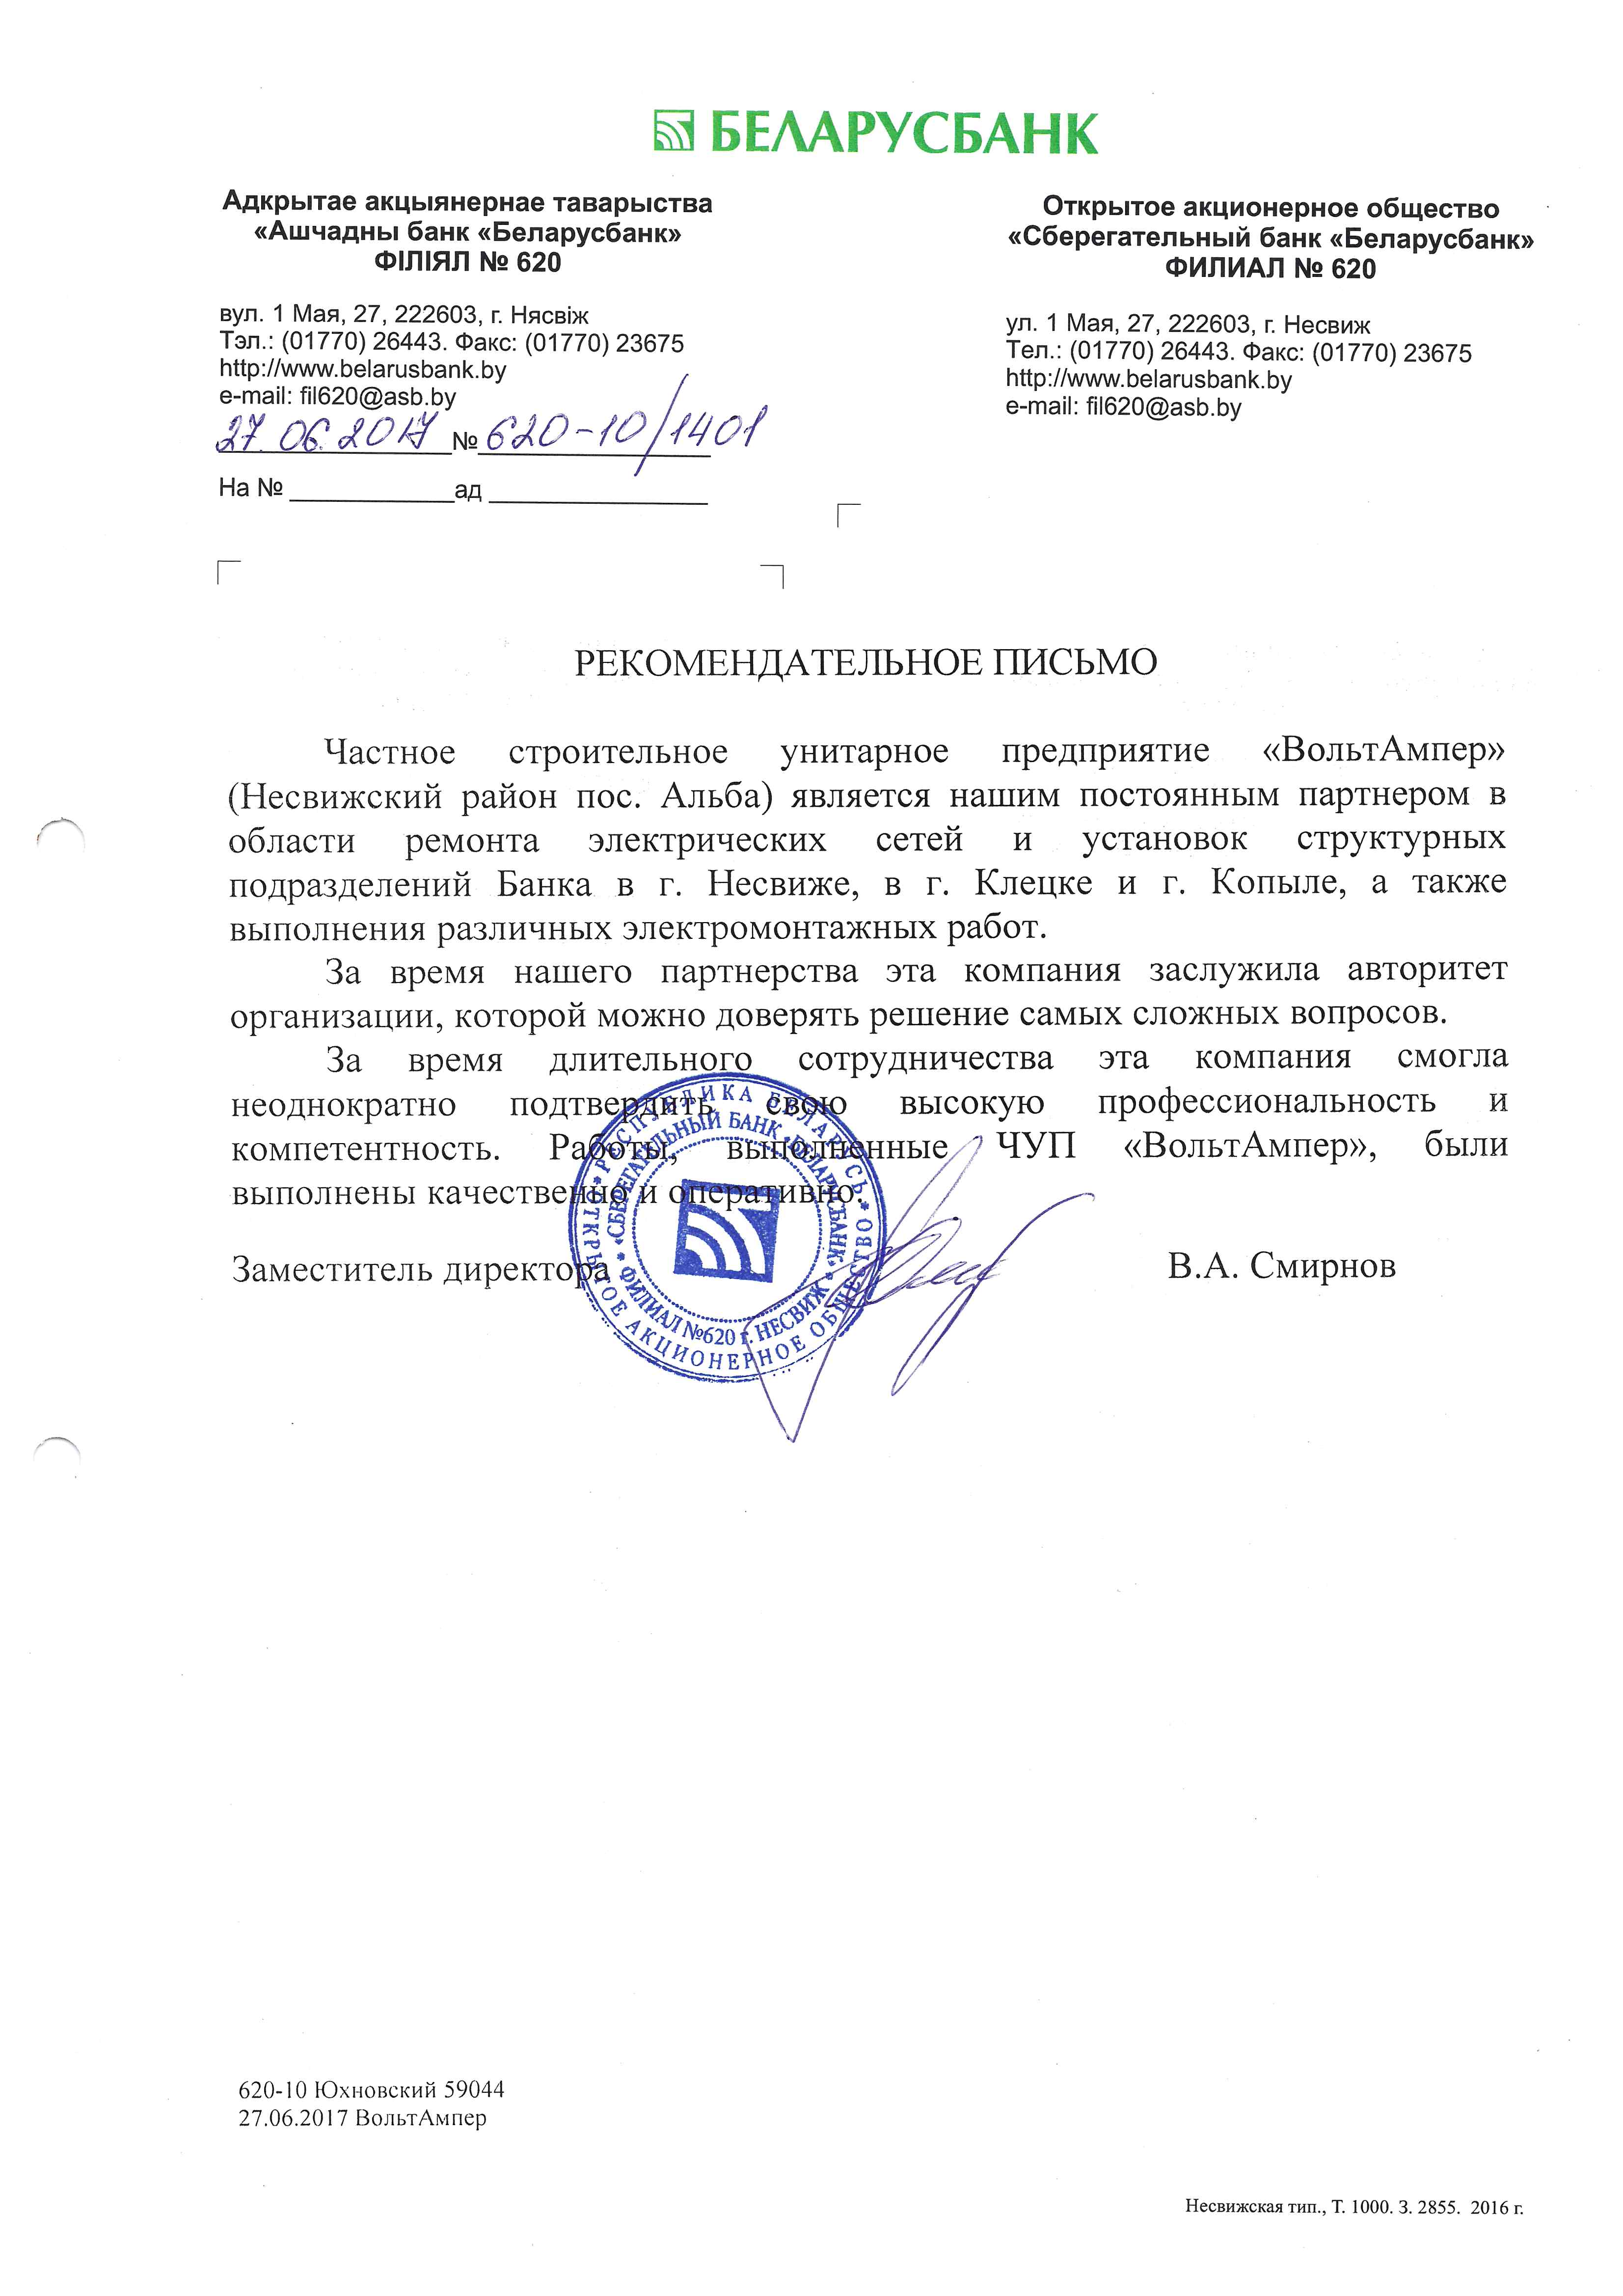 БЕЛАРУСБАНК
Адкрытае акцыянернае таварыства
«Ашчадны банк «Беларусбанк»
ФІЛІЯЛ № 620
вул. 1 Мая, 27, 222603, г. Нясвіж
Тэл.: (01770) 26443. Факс: (01770) 23675
http://www.belarusbank.by
e-mail: fil620@asb.by
27.06.2017 № 620-10/1401
На № ад
Открытое акционерное общество
«Сберегательный банк «Беларусбанк»
ФИЛИАЛ № 620
ул. 1 Мая, 27, 222603, г. Несвиж
Тел.: (01770) 26443. Факс: (01770) 23675
http://www.belarusbank.by
e-mail: fil620@asb.by
РЕКОМЕНДАТЕЛЬНОЕ ПИСЬМО
Частное строительное унитарное предприятие «ВольтАмпер»
(Несвижский район пос. Альба) является нашим постоянным партнером в
области ремонта электрических сетей и установок структурных
подразделений Банка в г. Несвиже, в г. Клецке и г. Копыле, а также
выполнения различных электромонтажных работ.
За время нашего партнерства эта компания заслужила авторитет
организации, которой можно доверять решение самых сложных вопросов.
За время длительного сотрудничества эта компания смогла
неоднократно подтвердить свою высокую профессиональность и
компетентность. Работы, выполненные ЧУП «ВольтАмпер», были
выполнены качественно и оперативно.
Заместитель директора В.А. Смирнов
РЕСПУБЛИКА БЕЛАРУСЬ * ОТКРЫТОЕ АКЦИОНЕРНОЕ ОБЩЕСТВО *
«СБЕРЕГАТЕЛЬНЫЙ БАНК «БЕЛАРУСБАНК» * ФИЛИАЛ №620 г. НЕСВИЖ *
620-10 Юхновский 59044
27.06.2017 ВольтАмпер
Несвижская тип., Т. 1000. З. 2855. 2016 г.